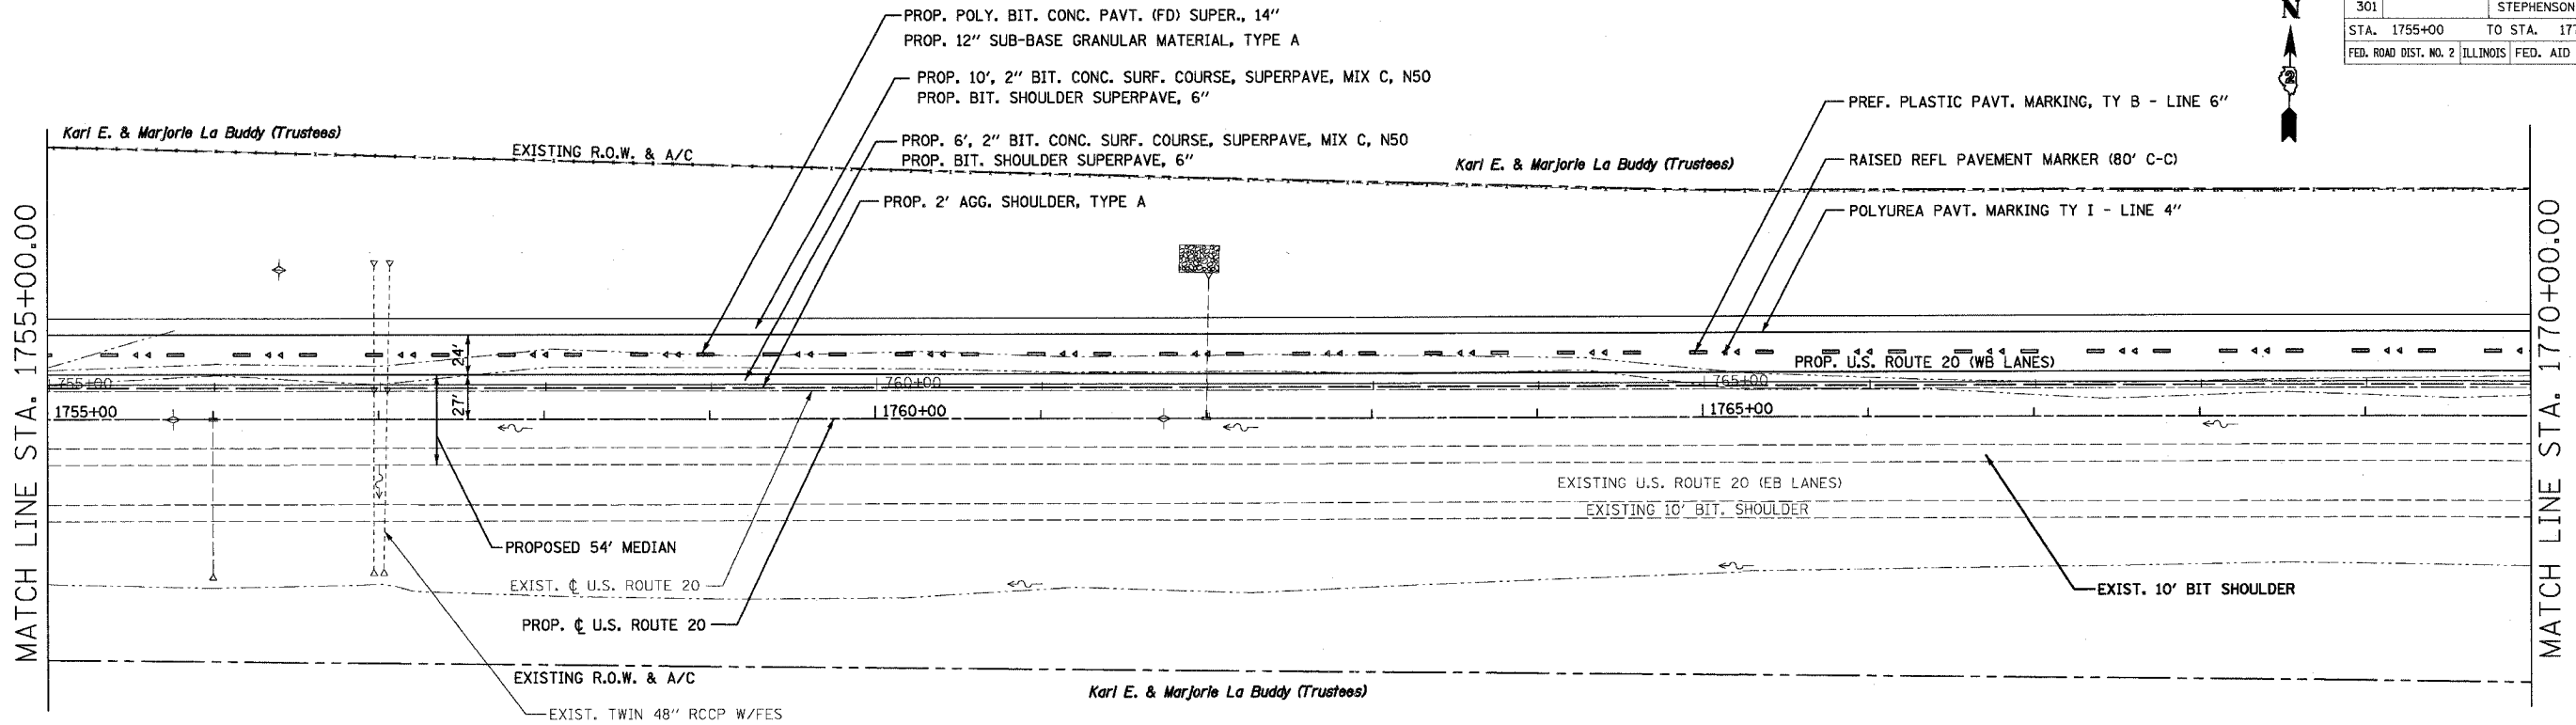 PROP. POLY. BIT. CONC. PAVT. (FD) SUPER., 14"
PROP. 12" SUB-BASE GRANULAR MATERIAL, TYPE A
PROP. 10', 2" BIT. CONC. SURF. COURSE, SUPERPAVE, MIX C, N50
PROP. BIT. SHOULDER SUPERPAVE, 6"
PROP. 6', 2" BIT. CONC. SURF. COURSE, SUPERPAVE, MIX C, N50
PROP. BIT. SHOULDER SUPERPAVE, 6"
PROP. 2' AGG. SHOULDER, TYPE A
N
2
301 STEPHENSON
STA. 1755+00 TO STA.
FED. ROAD DIST. NO. 2 ILLINOIS FED. AID
PREF. PLASTIC PAVT. MARKING, TY B - LINE 6"
RAISED REFL PAVEMENT MARKER (80' C-C)
POLYUREA PAVT. MARKING TY I - LINE 4"
Karl E. & Marjorie La Buddy (Trustees)
EXISTING R.O.W. & A/C
Karl E. & Marjorie La Buddy (Trustees)
MATCH LINE STA. 1755+00.00
MATCH LINE STA. 1770+00.00
24'
27'
PROP. U.S. ROUTE 20 (WB LANES)
755+00
1760+00
1765+00
1755+00
1760+00
1765+00
EXISTING U.S. ROUTE 20 (EB LANES)
EXISTING 10' BIT. SHOULDER
PROPOSED 54' MEDIAN
EXIST. ℄ U.S. ROUTE 20
PROP. ℄ U.S. ROUTE 20
EXIST. 10' BIT SHOULDER
EXISTING R.O.W. & A/C
Karl E. & Marjorie La Buddy (Trustees)
EXIST. TWIN 48" RCCP W/FES